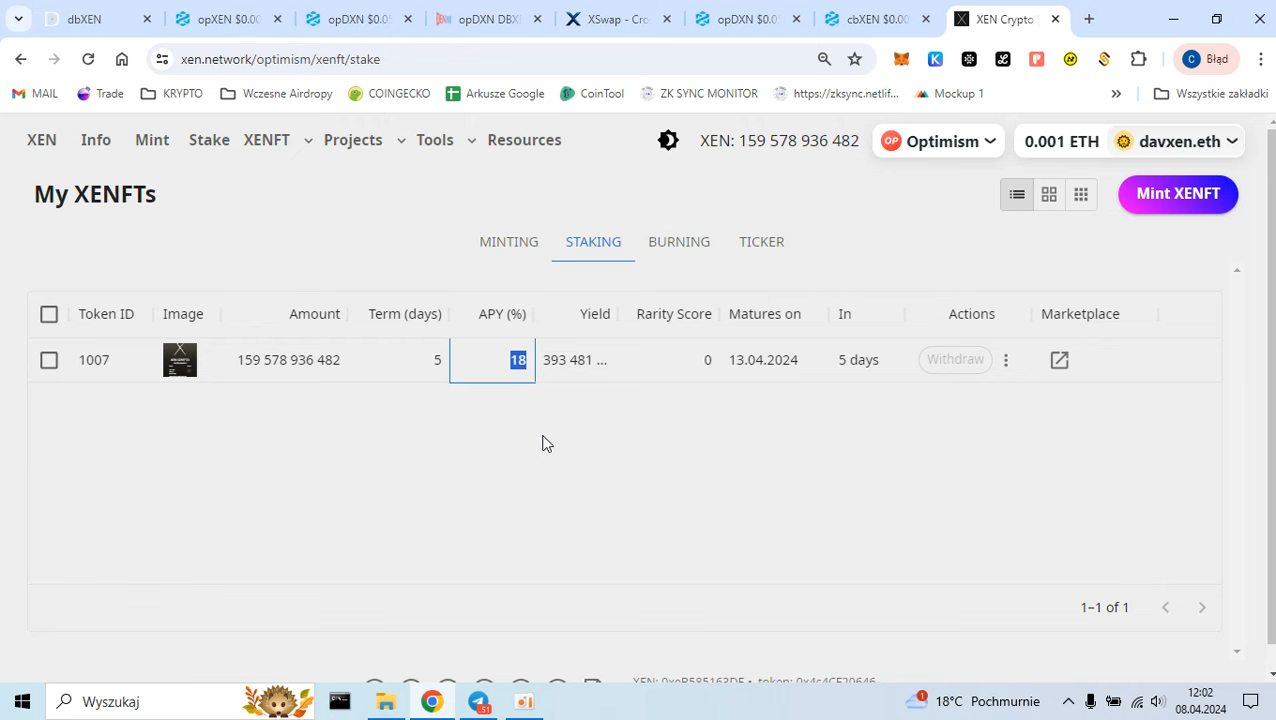 dbXEN
opXEN $0.0
opDXN $0.05
opDXN DBX
XSwap - Cro
opDXN $0.05
cbXEN $0.00
XEN Crypto
xen.network/optimism/xenft/stake
Błąd
MAIL
Trade
KRYPTO
Wczesne Airdropy
COINGECKO
Arkusze Google
CoinTool
ZK SYNC MONITOR
https://zksync.netlif...
Mockup 1
»
Wszystkie zakładki
XEN Info Mint Stake XENFT Projects Tools Resources
XEN: 159 578 936 482
OP Optimism
0.001 ETH davxen.eth
My XENFTs
Mint XENFT
MINTING STAKING BURNING TICKER
Token ID Image Amount Term (days) APY (%) Yield Rarity Score Matures on In Actions Marketplace
1007 159 578 936 482 5 18 393 481 ... 0 13.04.2024 5 days Withdraw
1–1 of 1
Wyszukaj
51
1
18°C Pochmurnie
12:02
08.04.2024